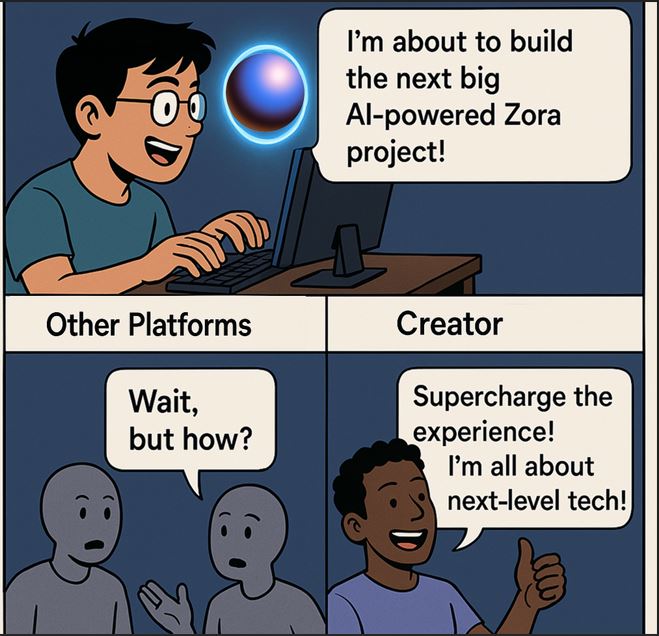 I'm about to build
the next big
AI-powered Zora
project!
Other Platforms
Creator
Wait,
but how?
Supercharge the
experience!
I'm all about
next-level tech!